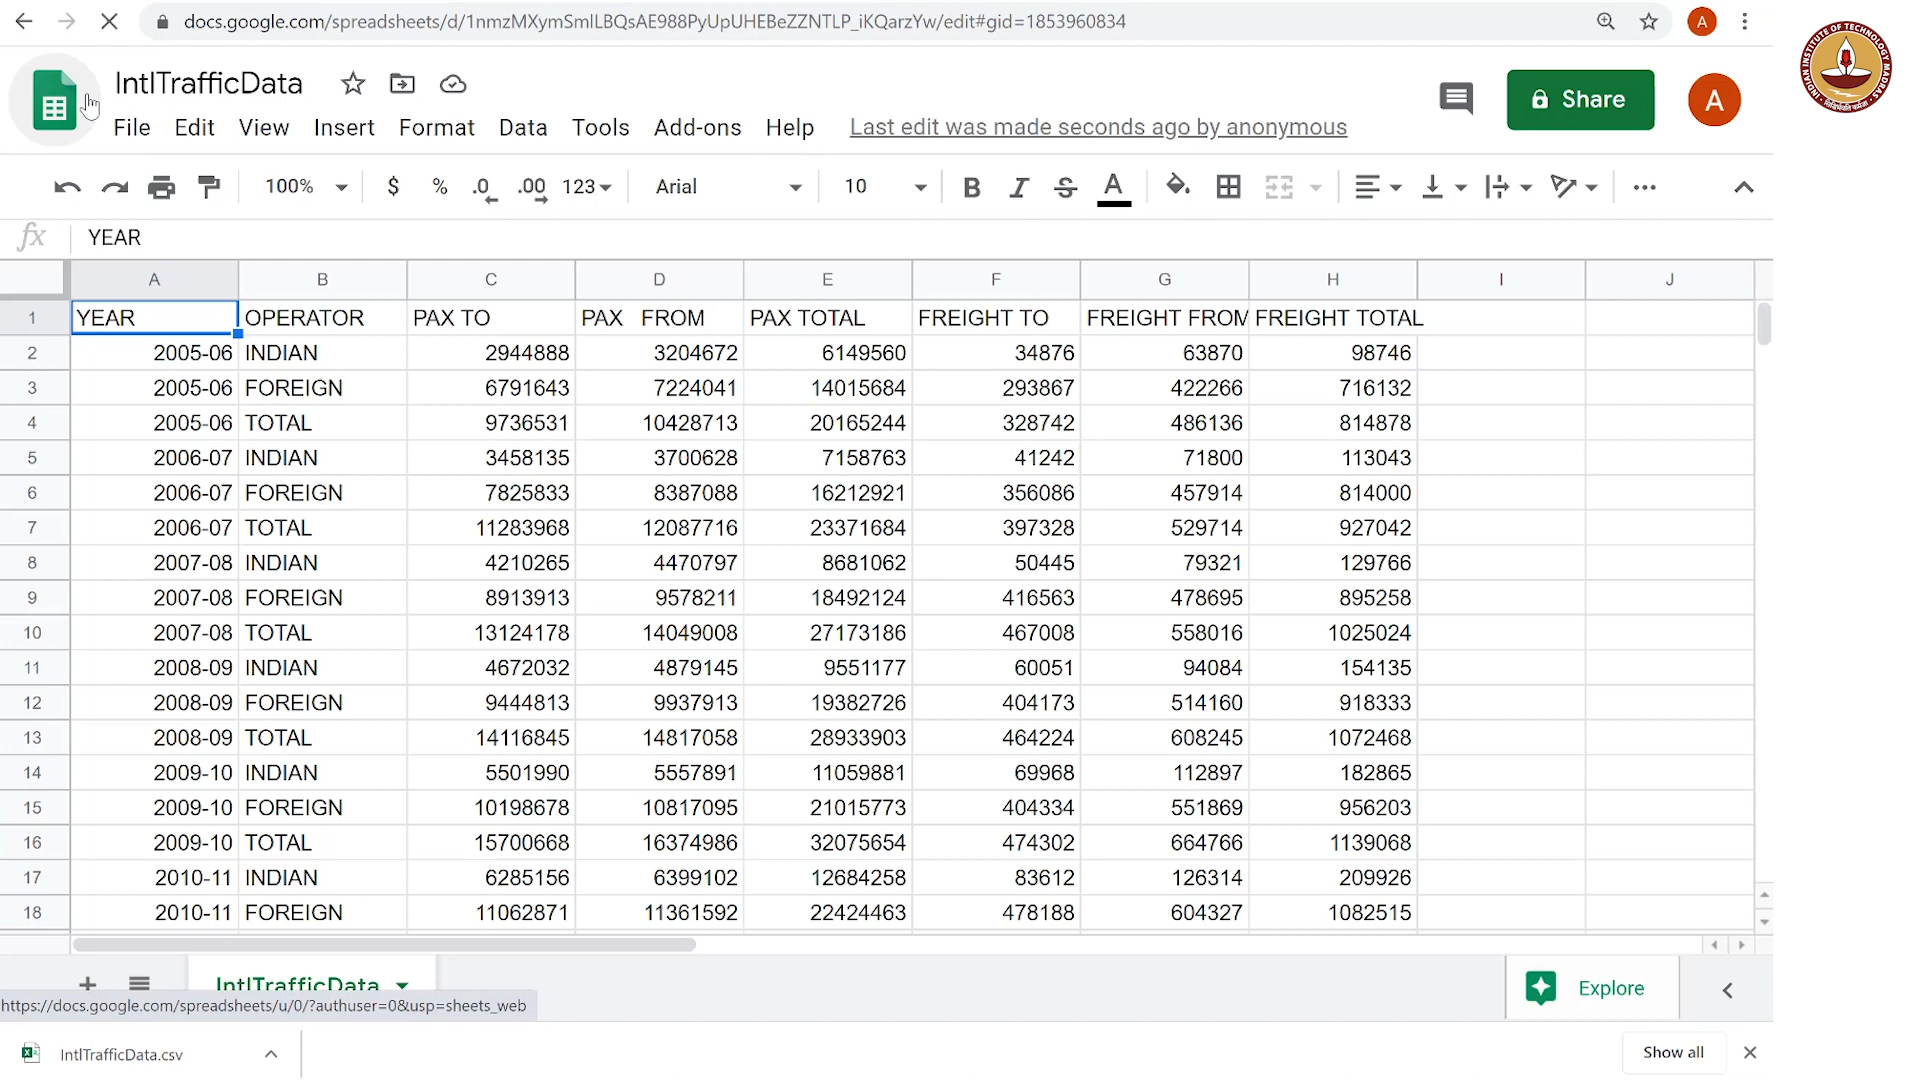 docs.google.com/spreadsheets/d/1nmzMXymSmlLBQsAE988PyUpUHEBeZZNTLP_iKQarzYw/edit#gid=1853960834
A
IntlTrafficData
File Edit View Insert Format Data Tools Add-ons Help Last edit was made seconds ago by anonymous
Share
A
100% $ % .0 .00 123 Arial 10 B I S A
fx YEAR
A B C D E F G H I J
1 YEAR OPERATOR PAX TO PAX FROM PAX TOTAL FREIGHT TO FREIGHT FROM FREIGHT TOTAL
2 2005-06 INDIAN 2944888 3204672 6149560 34876 63870 98746
3 2005-06 FOREIGN 6791643 7224041 14015684 293867 422266 716132
4 2005-06 TOTAL 9736531 10428713 20165244 328742 486136 814878
5 2006-07 INDIAN 3458135 3700628 7158763 41242 71800 113043
6 2006-07 FOREIGN 7825833 8387088 16212921 356086 457914 814000
7 2006-07 TOTAL 11283968 12087716 23371684 397328 529714 927042
8 2007-08 INDIAN 4210265 4470797 8681062 50445 79321 129766
9 2007-08 FOREIGN 8913913 9578211 18492124 416563 478695 895258
10 2007-08 TOTAL 13124178 14049008 27173186 467008 558016 1025024
11 2008-09 INDIAN 4672032 4879145 9551177 60051 94084 154135
12 2008-09 FOREIGN 9444813 9937913 19382726 404173 514160 918333
13 2008-09 TOTAL 14116845 14817058 28933903 464224 608245 1072468
14 2009-10 INDIAN 5501990 5557891 11059881 69968 112897 182865
15 2009-10 FOREIGN 10198678 10817095 21015773 404334 551869 956203
16 2009-10 TOTAL 15700668 16374986 32075654 474302 664766 1139068
17 2010-11 INDIAN 6285156 6399102 12684258 83612 126314 209926
18 2010-11 FOREIGN 11062871 11361592 22424463 478188 604327 1082515
IntlTrafficData
Explore
https://docs.google.com/spreadsheets/u/0/?authuser=0&usp=sheets_web
IntlTrafficData.csv
Show all
INDIAN INSTITUTE OF TECHNOLOGY MADRAS